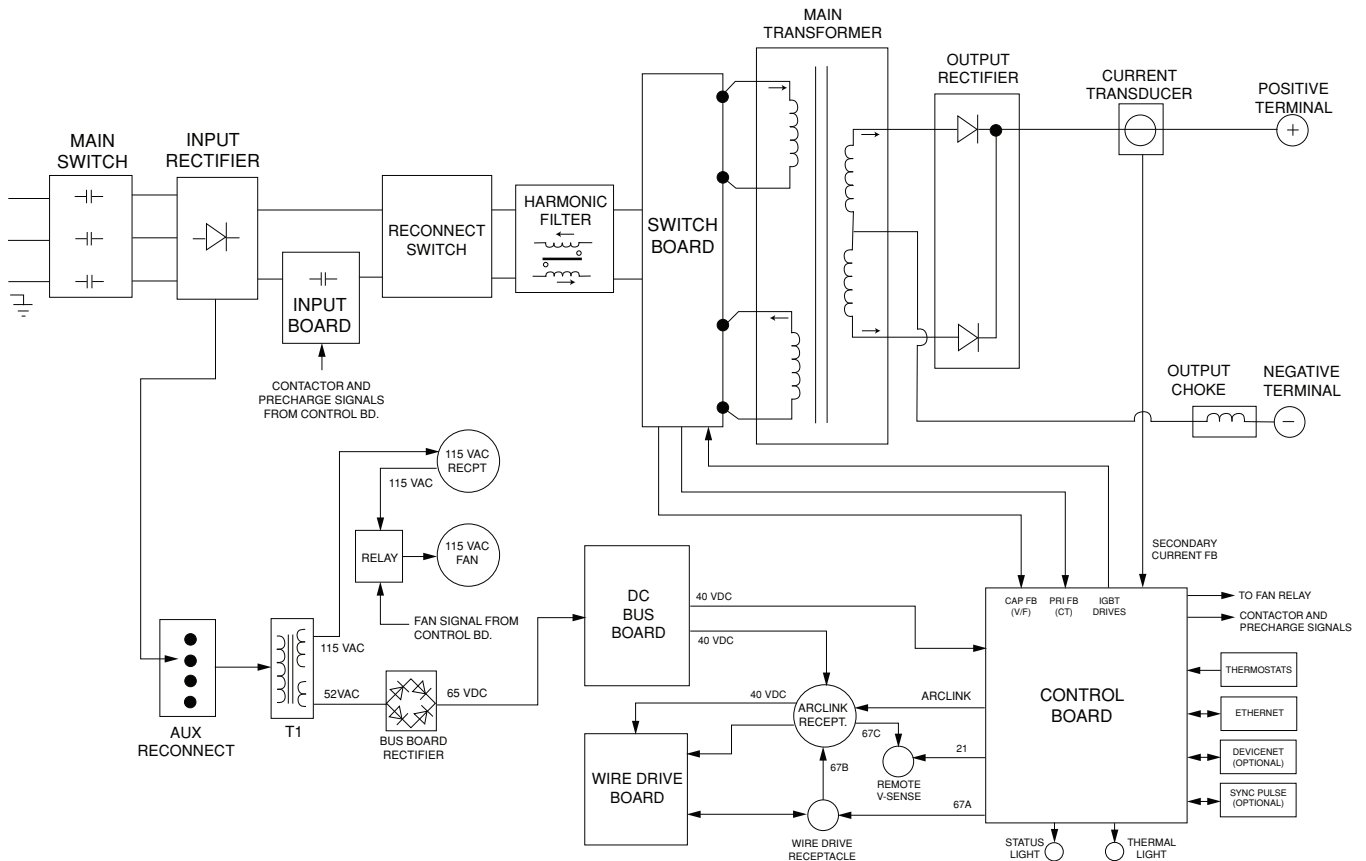 MAIN
TRANSFORMER
OUTPUT
RECTIFIER
CURRENT
TRANSDUCER
POSITIVE
TERMINAL
+
MAIN
SWITCH
INPUT
RECTIFIER
RECONNECT
SWITCH
HARMONIC
FILTER
SWITCH
BOARD
INPUT
BOARD
CONTACTOR AND
PRECHARGE SIGNALS
FROM CONTROL BD.
OUTPUT
CHOKE
NEGATIVE
TERMINAL
−
115 VAC
RECPT
115 VAC
RELAY
115 VAC
FAN
FAN SIGNAL FROM
CONTROL BD.
115 VAC
52VAC
65 VDC
AUX
RECONNECT
T1
BUS BOARD
RECTIFIER
DC
BUS
BOARD
40 VDC
40 VDC
40 VDC
ARCLINK
RECEPT.
ARCLINK
67C
67B
21
REMOTE
V-SENSE
67A
WIRE DRIVE
BOARD
WIRE DRIVE
RECEPTACLE
SECONDARY
CURRENT FB
CAP FB
(V/F)
PRI FB
(CT)
IGBT
DRIVES
CONTROL
BOARD
TO FAN RELAY
CONTACTOR AND
PRECHARGE SIGNALS
THERMOSTATS
ETHERNET
DEVICENET
(OPTIONAL)
SYNC PULSE
(OPTIONAL)
STATUS
LIGHT
THERMAL
LIGHT